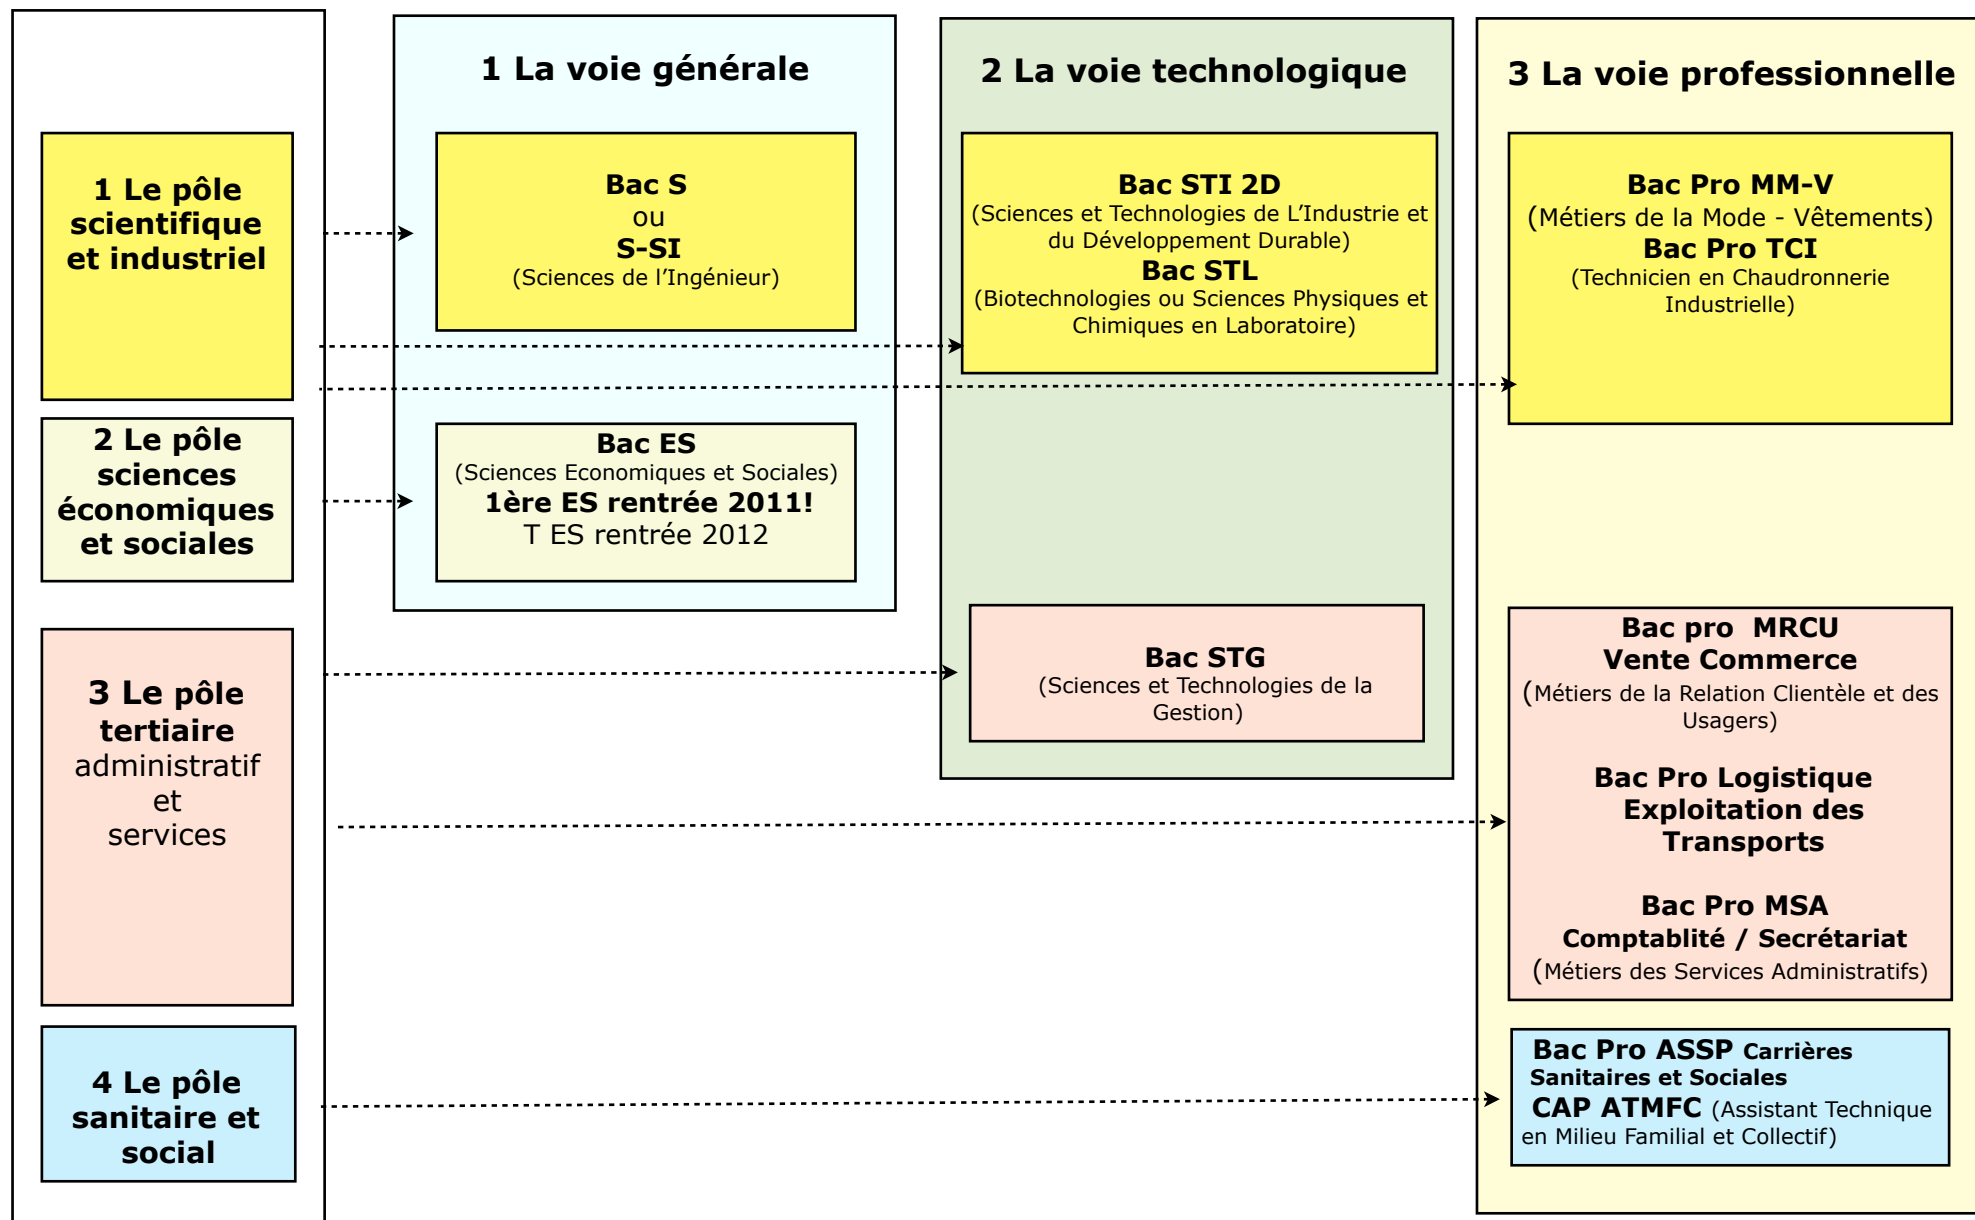 1 La voie générale
2 La voie technologique
3 La voie professionnelle
1 Le pôle
scientifique
et industriel
Bac S
ou
S-SI
(Sciences de l’Ingénieur)
Bac STI 2D
(Sciences et Technologies de L’Industrie et
du Développement Durable)
Bac STL
(Biotechnologies ou Sciences Physiques et
Chimiques en Laboratoire)
Bac Pro MM-V
(Métiers de la Mode - Vêtements)
Bac Pro TCI
(Technicien en Chaudronnerie
Industrielle)
2 Le pôle
sciences
économiques
et sociales
Bac ES
(Sciences Economiques et Sociales)
1ère ES rentrée 2011!
T ES rentrée 2012
3 Le pôle
tertiaire
administratif
et
services
Bac STG
(Sciences et Technologies de la
Gestion)
Bac pro  MRCU
Vente Commerce
(Métiers de la Relation Clientèle et des
Usagers)
Bac Pro Logistique
Exploitation des
Transports
Bac Pro MSA
Comptablité / Secrétariat
(Métiers des Services Administratifs)
4 Le pôle
sanitaire et
social
Bac Pro ASSP Carrières
Sanitaires et Sociales
CAP ATMFC (Assistant Technique
en Milieu Familial et Collectif)